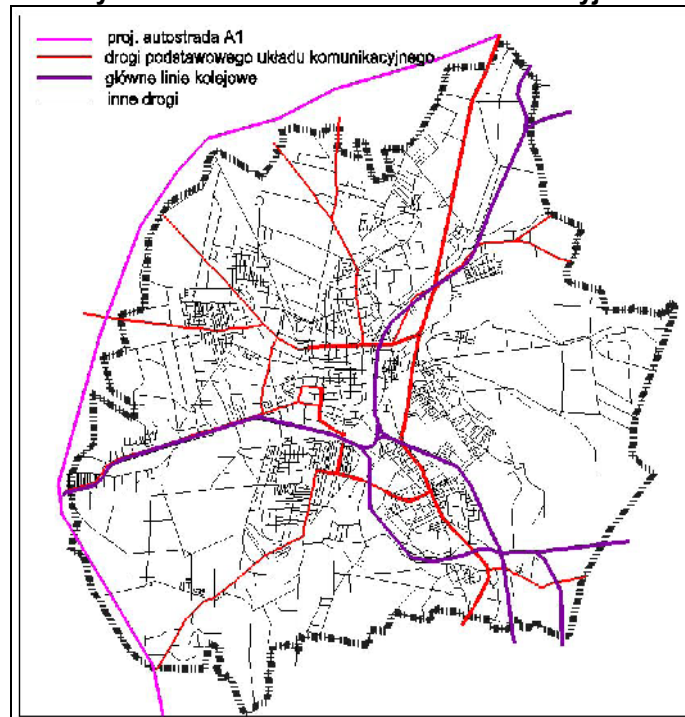 proj. autostrada A1
drogi podstawowego układu komunikacyjnego
główne linie kolejowe
inne drogi